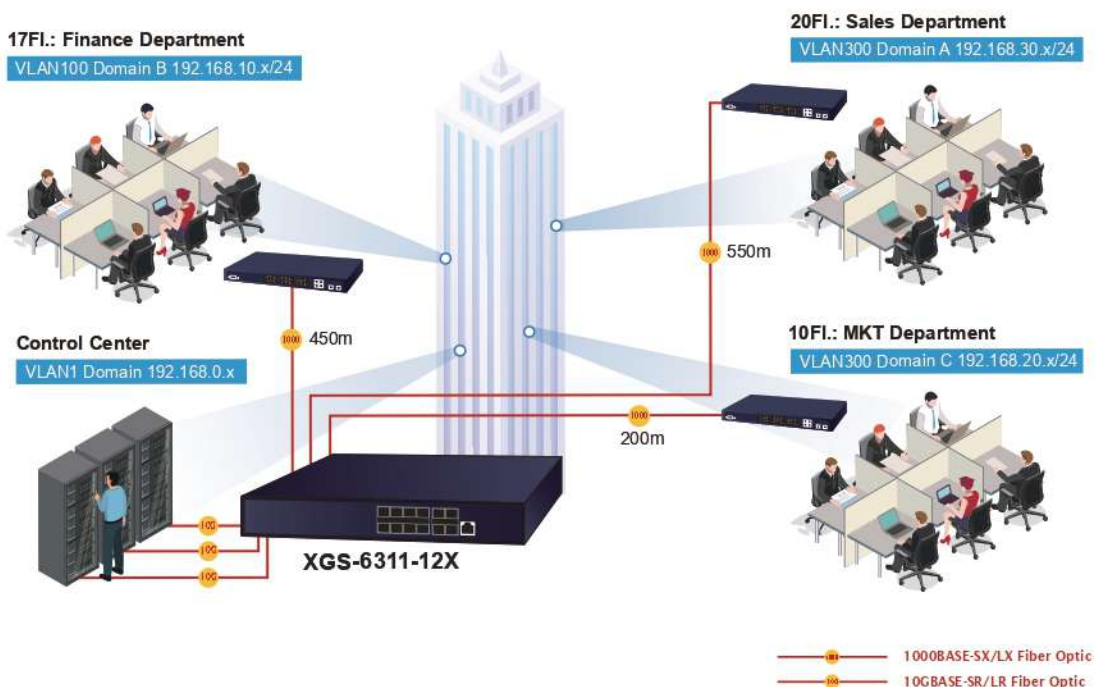 17Fl.: Finance Department
VLAN100 Domain B 192.168.10.x/24
20Fl.: Sales Department
VLAN300 Domain A 192.168.30.x/24
1000
550m
1000
450m
Control Center
VLAN1 Domain 192.168.0.x
10Fl.: MKT Department
VLAN300 Domain C 192.168.20.x/24
1000
200m
XGS-6311-12X
1000BASE-SX/LX Fiber Optic
10GBASE-SR/LR Fiber Optic